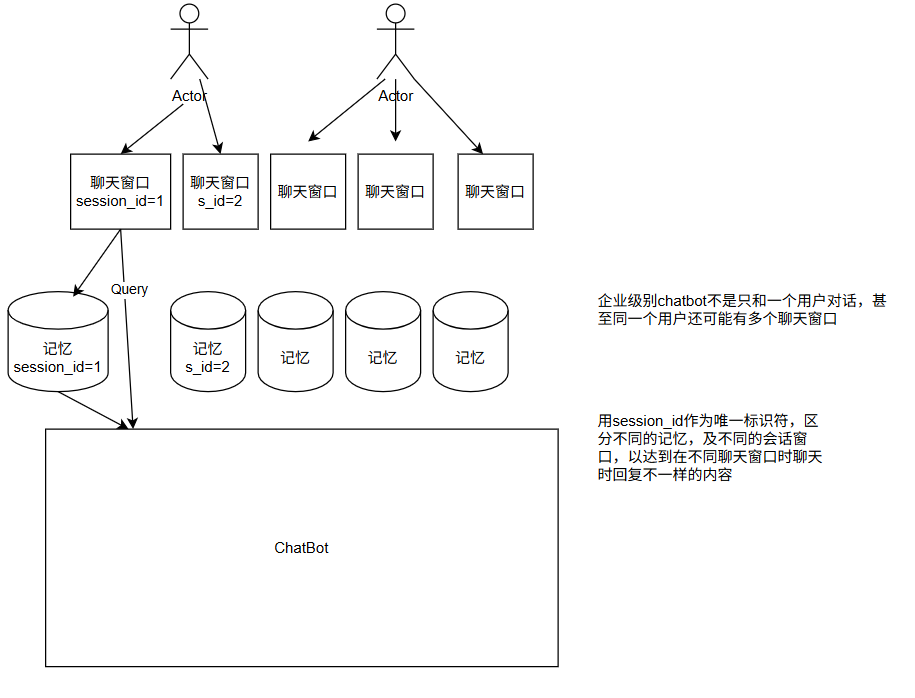 Actor
Actor
聊天窗口
session_id=1
聊天窗口
s_id=2
聊天窗口
聊天窗口
聊天窗口
Query
记忆
session_id=1
记忆
s_id=2
记忆
记忆
记忆
企业级别chatbot不是只和一个用户对话，甚
至同一个用户还可能有多个聊天窗口
用session_id作为唯一标识符，区
分不同的记忆，及不同的会话窗
口，以达到在不同聊天窗口时聊天
时回复不一样的内容
ChatBot